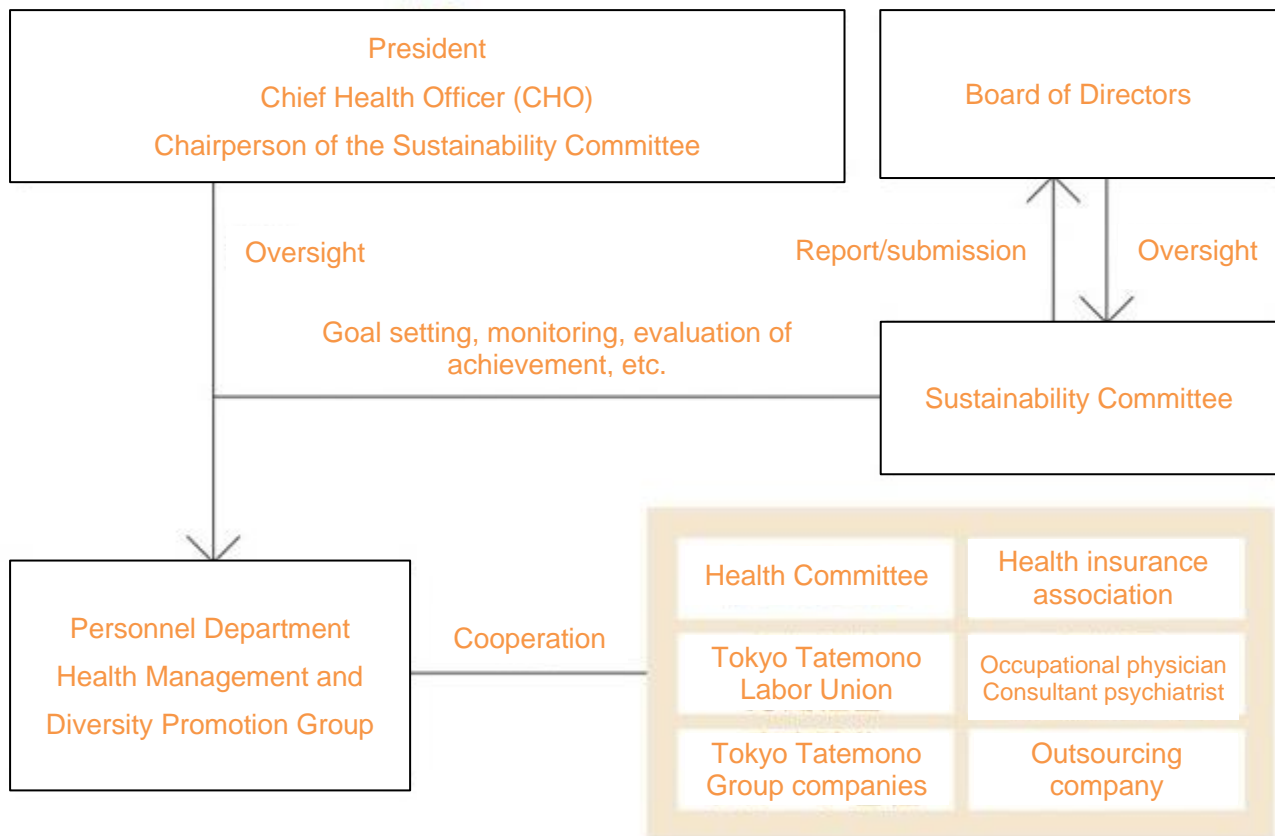 President
Chief Health Officer (CHO)
Chairperson of the Sustainability Committee
Board of Directors
Oversight
Report/submission
Oversight
Goal setting, monitoring, evaluation of
achievement, etc.
Sustainability Committee
Personnel Department
Health Management and
Diversity Promotion Group
Cooperation
Health Committee
Health insurance
association
Tokyo Tatemono
Labor Union
Occupational physician
Consultant psychiatrist
Tokyo Tatemono
Group companies
Outsourcing
company